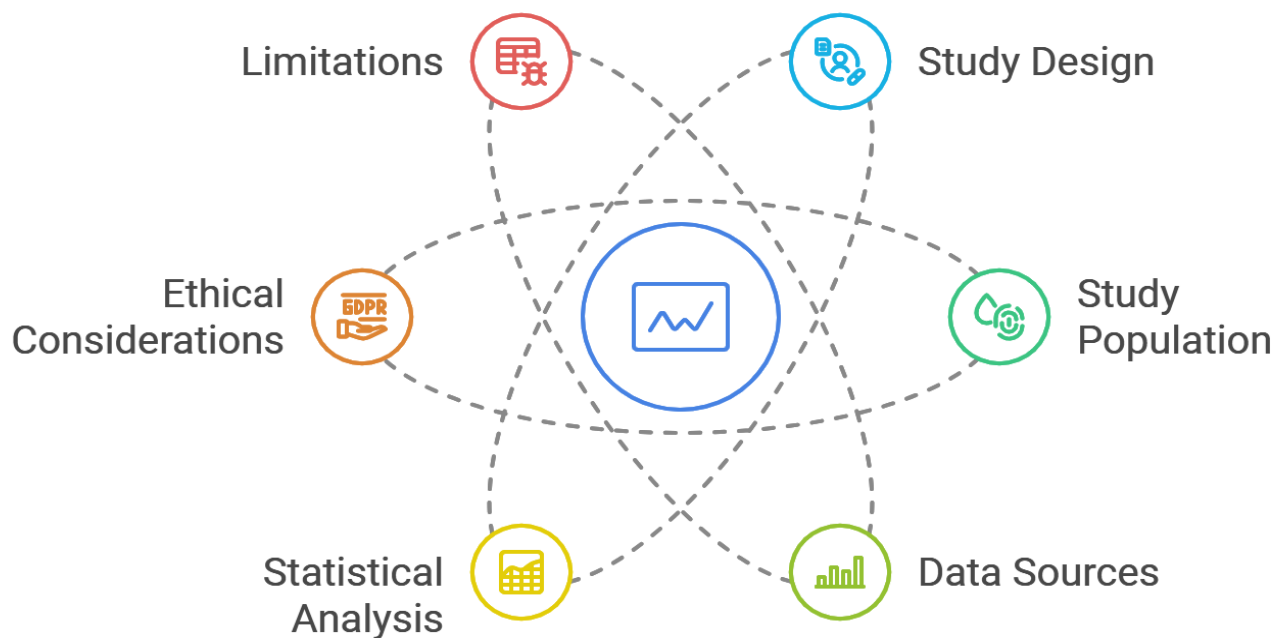 Limitations
Study Design
Ethical
Considerations
GDPR
Study
Population
Statistical
Analysis
Data Sources